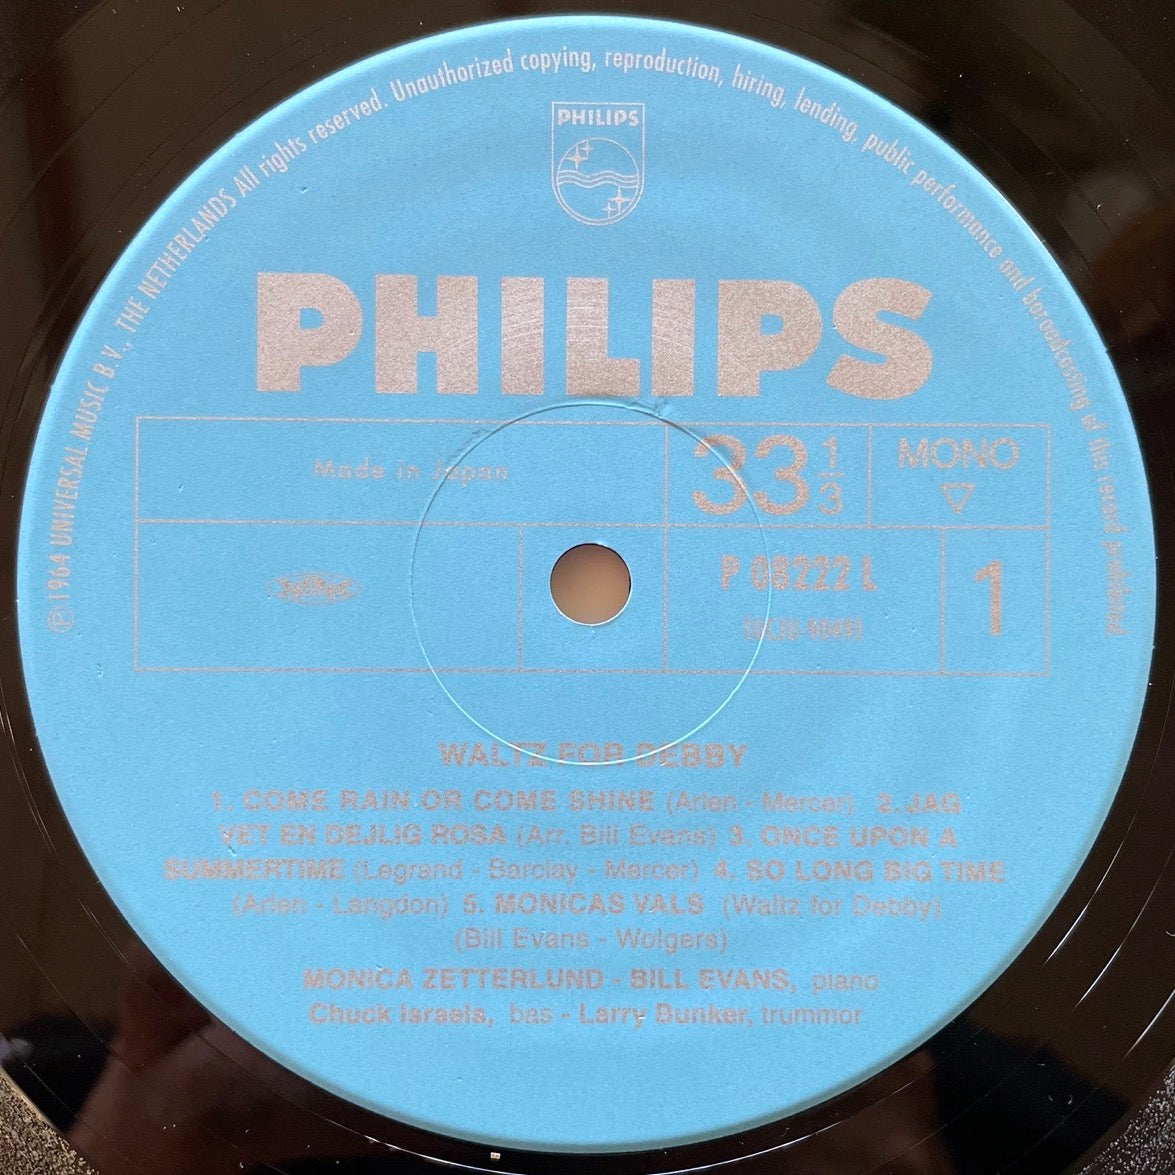 ℗ 1964 UNIVERSAL MUSIC B.V., THE NETHERLANDS All rights reserved. Unauthorized copying, reproduction, hiring, lending, public performance and boroodcasting of this record prohibited.
PHILIPS
PHILIPS
Made in Japan
33 1/3
MONO
P 08222 L
1
WALTZ FOR DEBBY
1. COME RAIN OR COME SHINE (Arlen - Mercer) 2. JAG
VET EN DEJLIG ROSA (Arr. Bill Evans) 3. ONCE UPON A
SUMMERTIME (Legrand - Barclay - Mercer) 4. SO LONG BIG TIME
(Arlen - Langdon) 5. MONICAS VALS (Waltz for Debby)
(Bill Evans - Wolgers)
MONICA ZETTERLUND - BILL EVANS, piano
Chuck Israels, bas - Larry Bunker, trummor